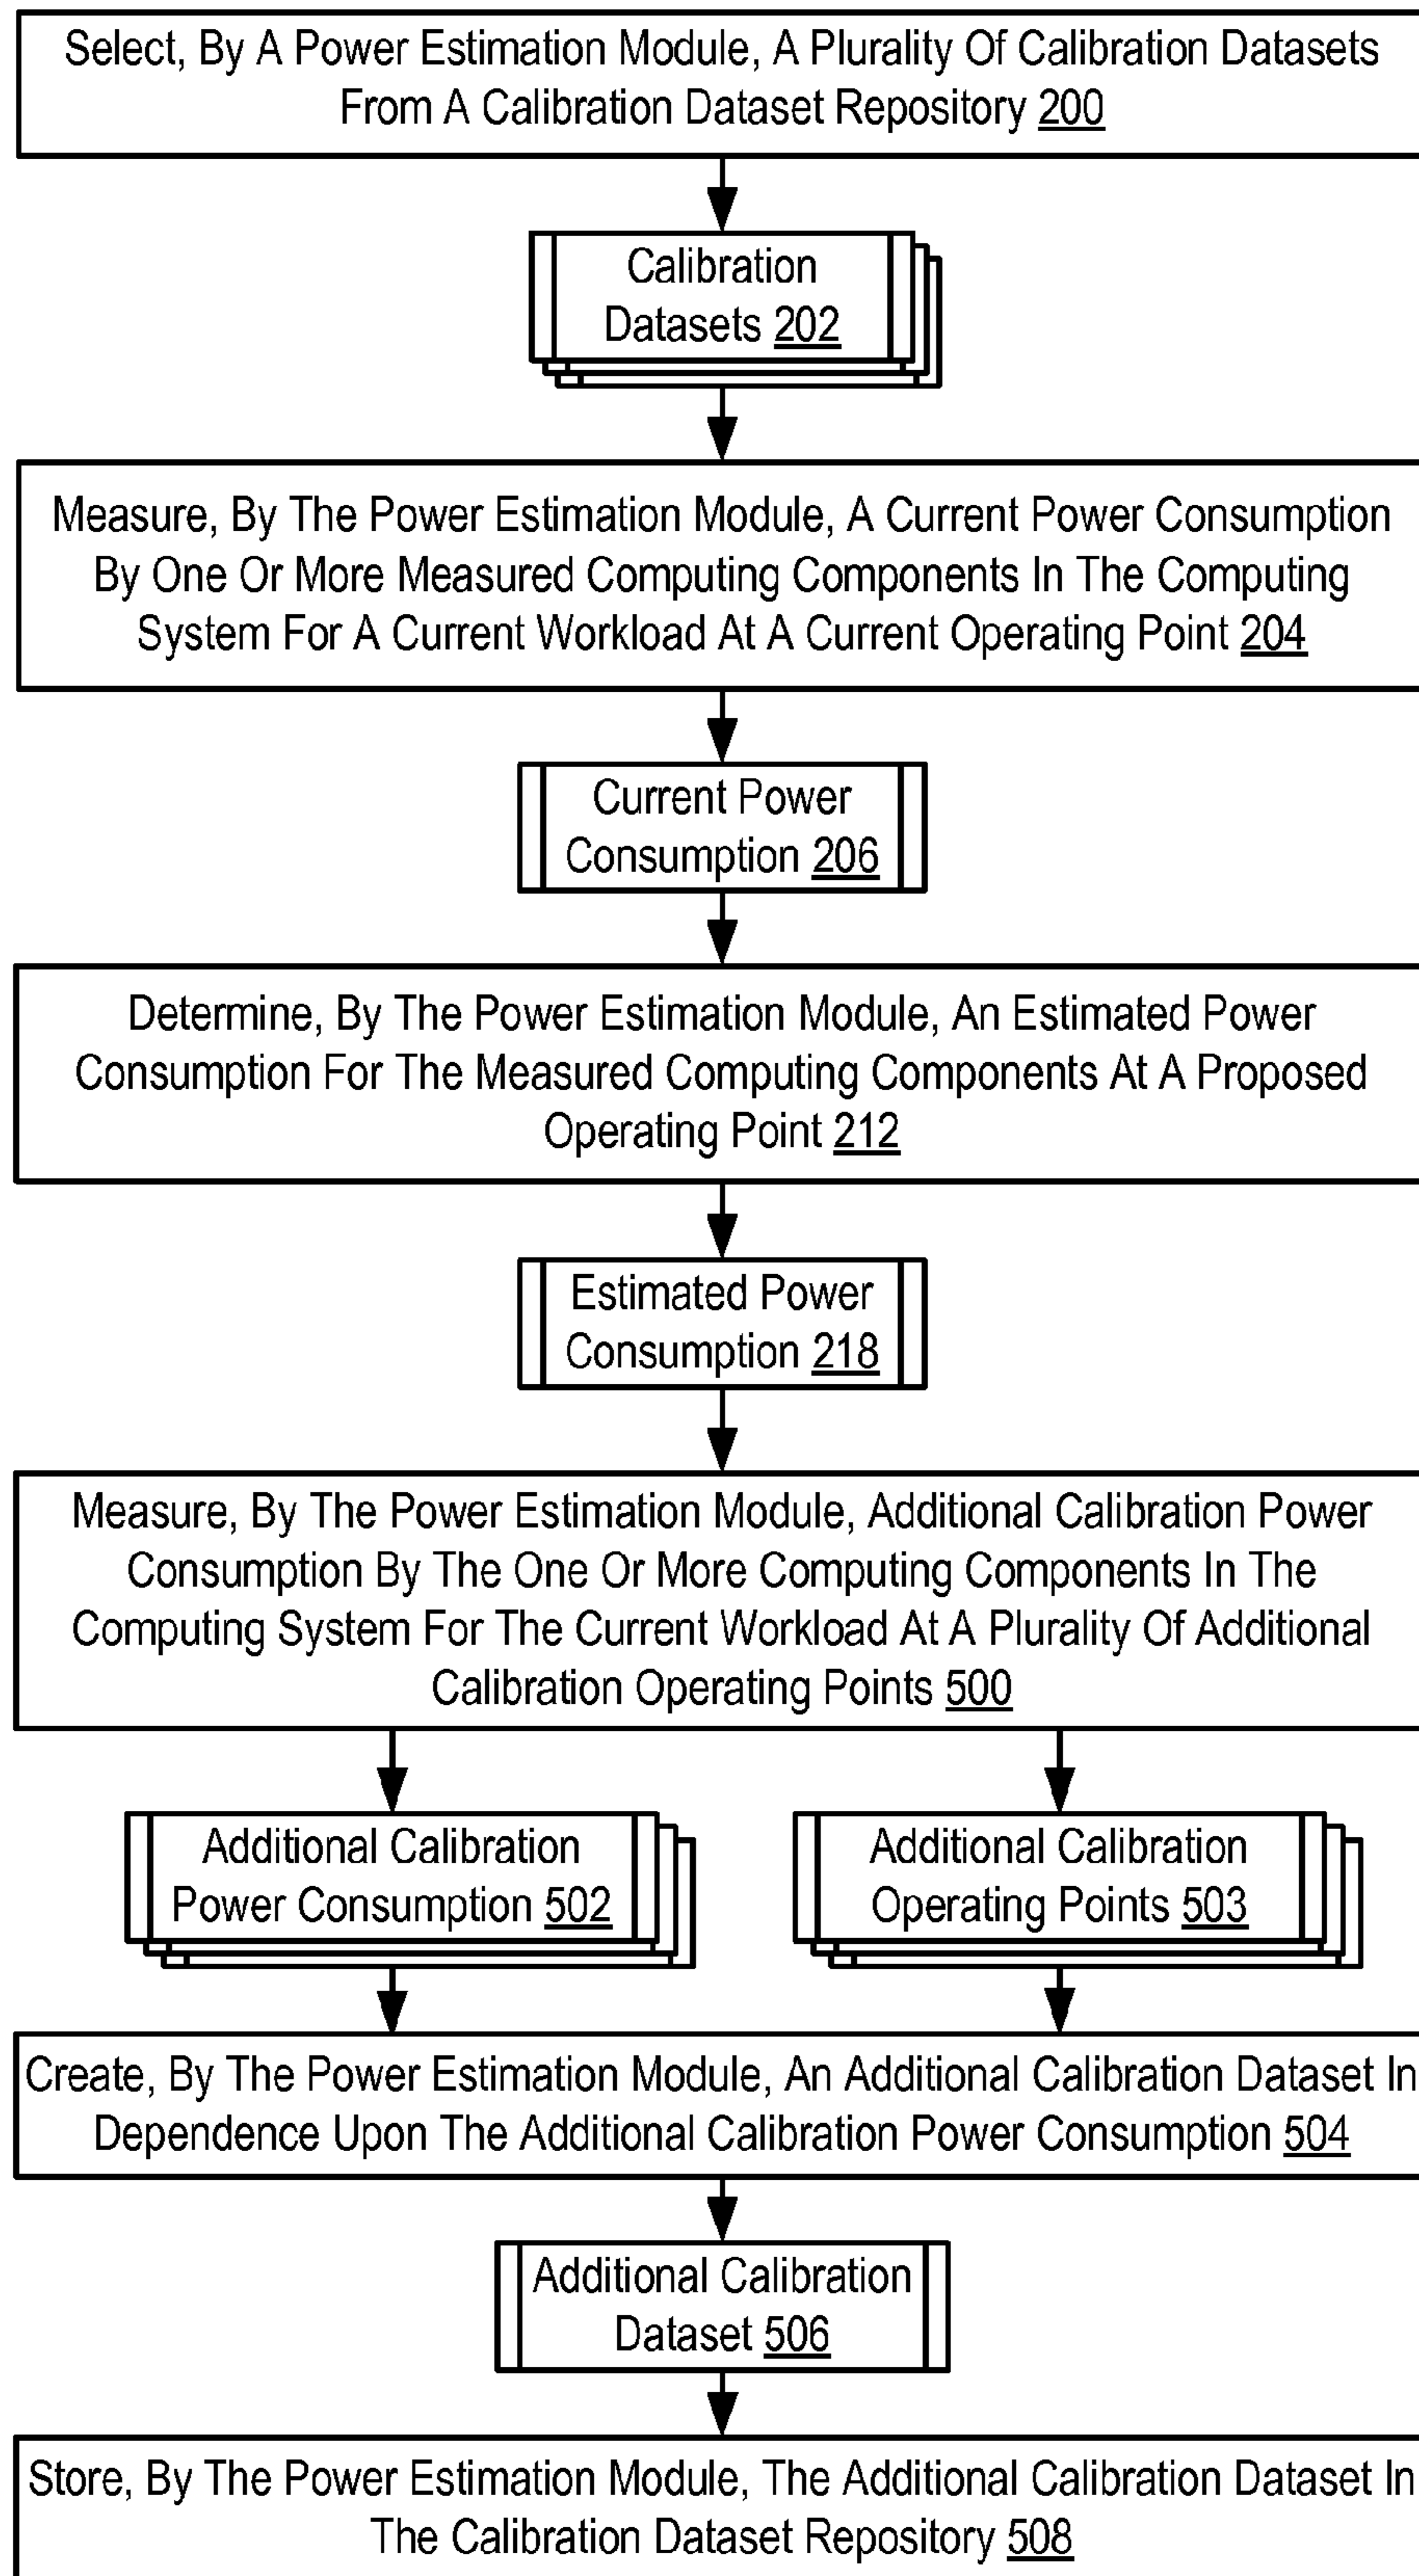 Select, By A Power Estimation Module, A Plurality Of Calibration Datasets
From A Calibration Dataset Repository 200
Calibration
Datasets 202
Measure, By The Power Estimation Module, A Current Power Consumption
By One Or More Measured Computing Components In The Computing
System For A Current Workload At A Current Operating Point 204
Current Power
Consumption 206
Determine, By The Power Estimation Module, An Estimated Power
Consumption For The Measured Computing Components At A Proposed
Operating Point 212
Estimated Power
Consumption 218
Measure, By The Power Estimation Module, Additional Calibration Power
Consumption By The One Or More Computing Components In The
Computing System For The Current Workload At A Plurality Of Additional
Calibration Operating Points 500
Additional Calibration
Power Consumption 502
Additional Calibration
Operating Points 503
Create, By The Power Estimation Module, An Additional Calibration Dataset In
Dependence Upon The Additional Calibration Power Consumption 504
Additional Calibration
Dataset 506
Store, By The Power Estimation Module, The Additional Calibration Dataset In
The Calibration Dataset Repository 508